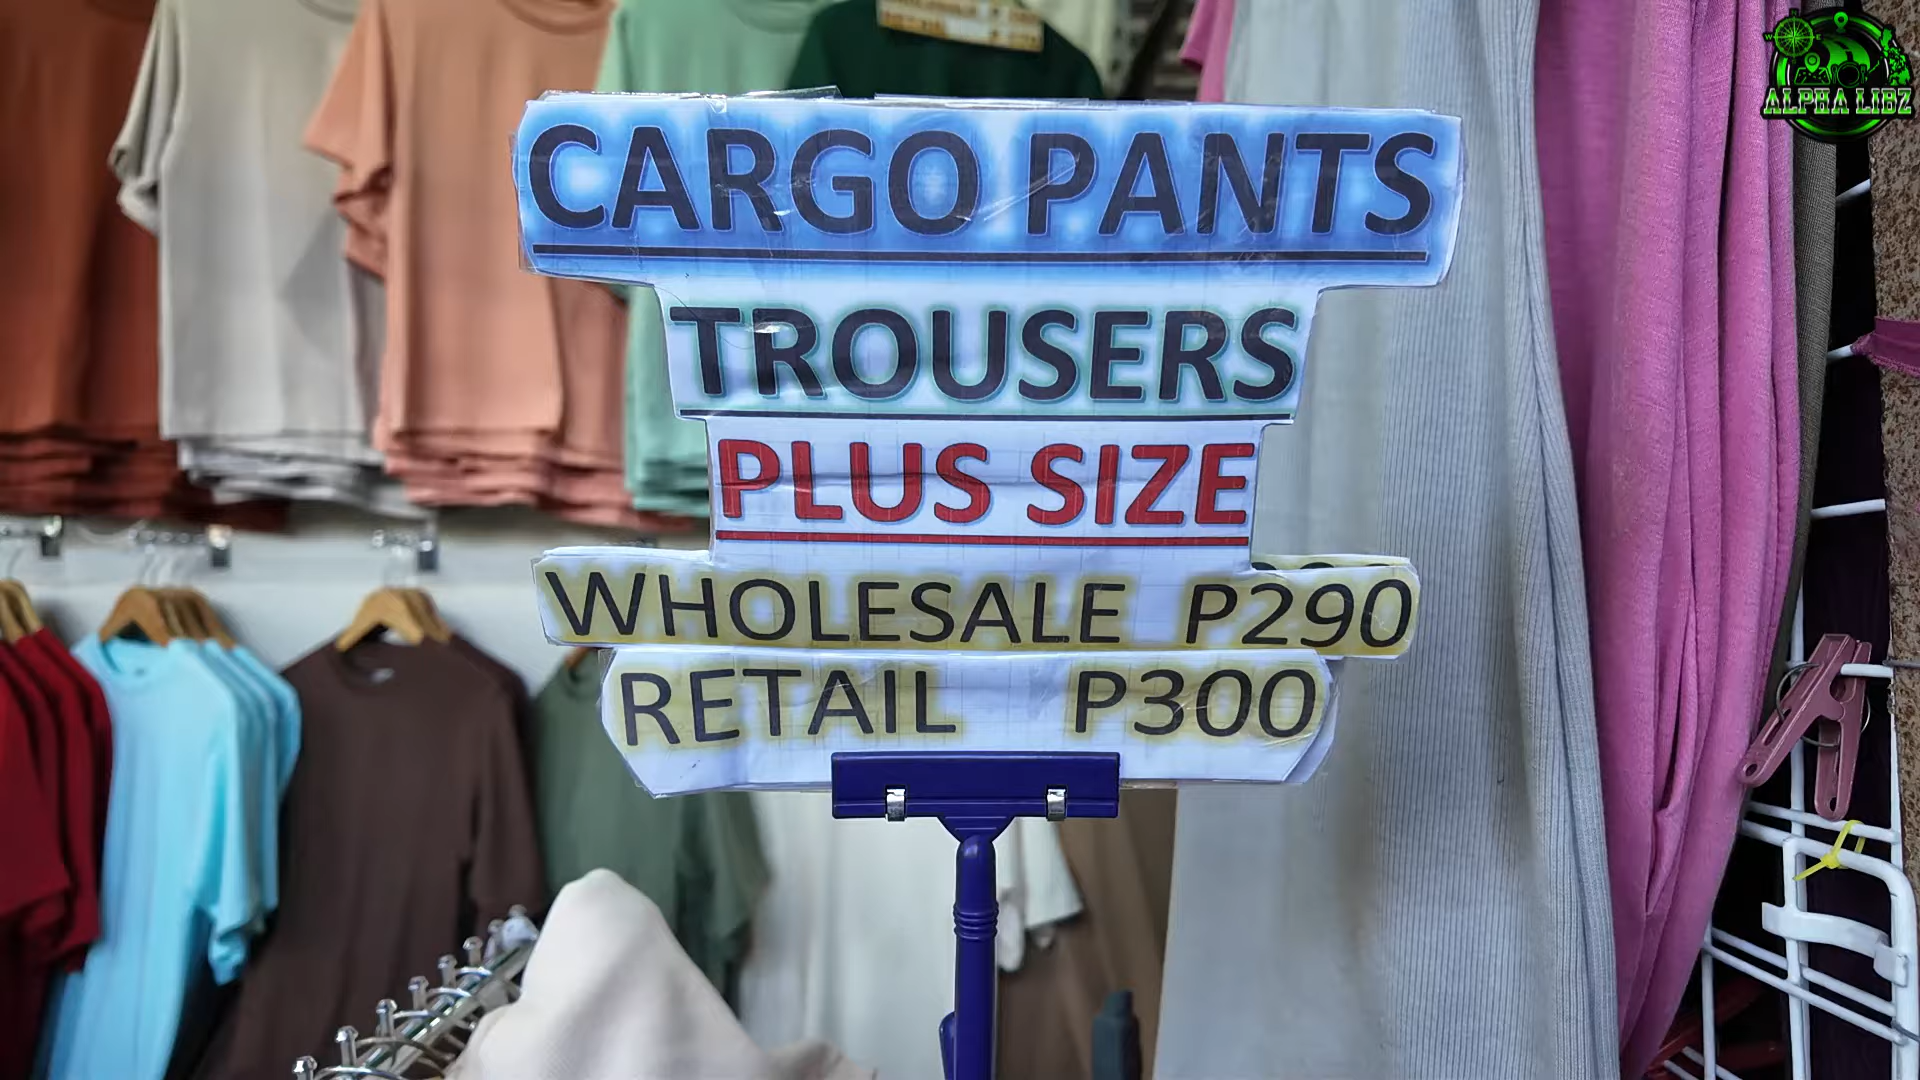 ALPHA LIBZ
CARGO PANTS
TROUSERS
PLUS SIZE
WHOLESALE P290
RETAIL P300